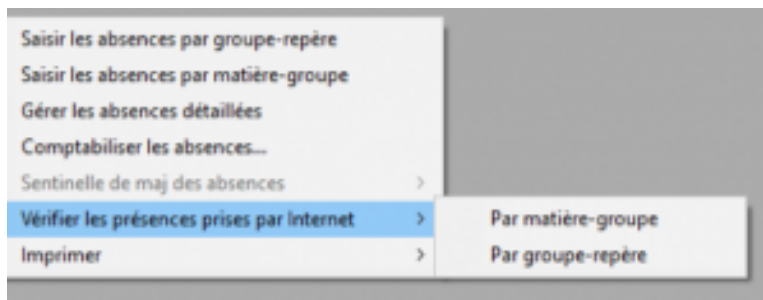 Saisir les absences par groupe-repère
Saisir les absences par matière-groupe
Gérer les absences détaillées
Comptabiliser les absences...
Sentinelle de maj des absences >
Vérifier les présences prises par Internet >
Par matière-groupe
Imprimer >
Par groupe-repère